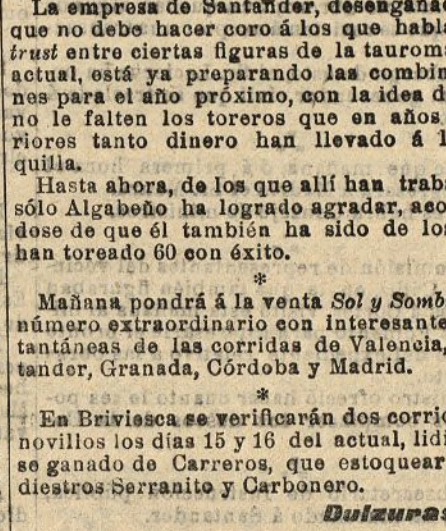 La empresa de Santander, desengañad
que no debe hacer coro á los que habla
trust entre ciertas figuras de la taurom
actual, está ya preparando las combin
nes para el año próximo, con la idea d
no le falten los toreros que en años
riores tanto dinero han llevado á l
quilla.
Hasta ahora, de los que allí han trab
sólo Algabeño ha logrado agradar, aco
dose de que él también ha sido de los
han toreado 60 con éxito.
*
Mañana pondrá á la venta Sol y Somb
número extraordinario con interesante
tantáneas de las corridas de Valencia,
tander, Granada, Córdoba y Madrid.
*
En Briviesca se verificarán dos corrid
novillos los días 15 y 16 del actual, lidi
se ganado de Carreros, que estoquear
diestros Serranito y Carbonero.
Dulzuras